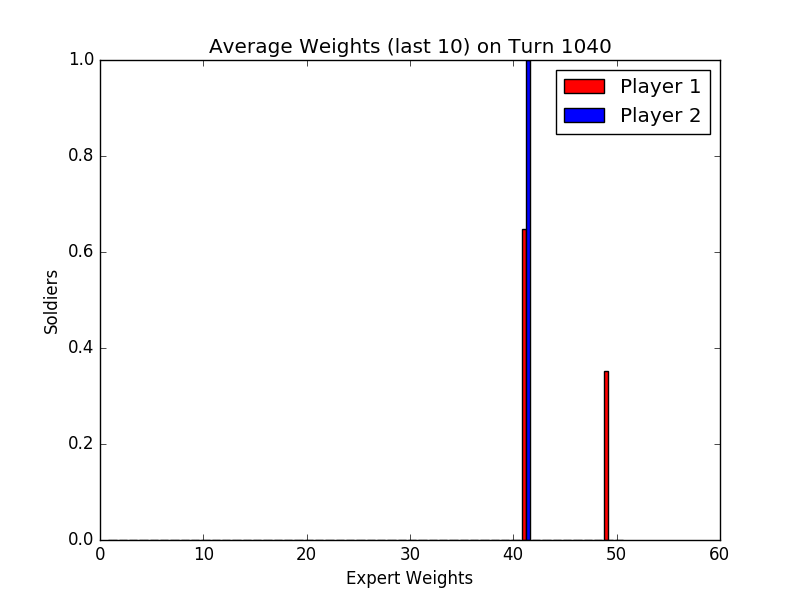 Average Weights (last 10) on Turn 1040
1.0
0.8
0.6
0.4
0.2
0.0
Soldiers
Player 1
Player 2
0 10 20 30 40 50 60
Expert Weights